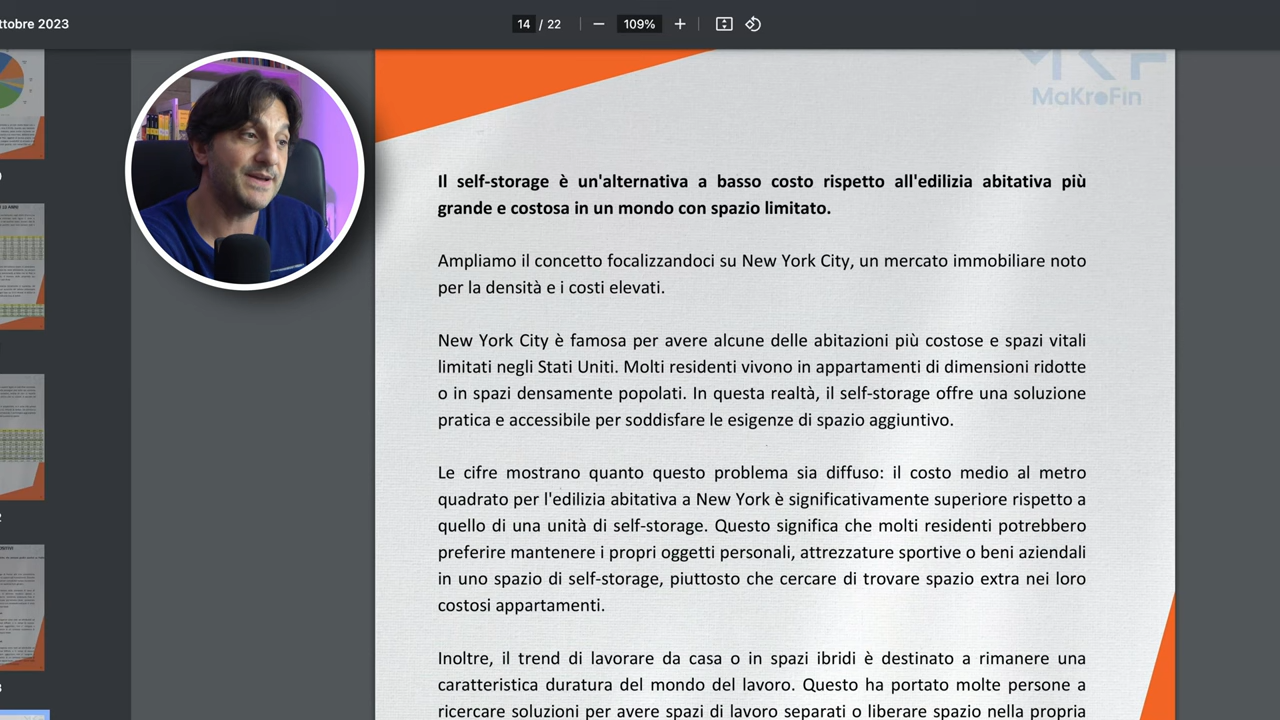 ttobre 2023
14 / 22
109%
MKF
MaKroFin
Il self-storage è un'alternativa a basso costo rispetto all'edilizia abitativa più
grande e costosa in un mondo con spazio limitato.
Ampliamo il concetto focalizzandoci su New York City, un mercato immobiliare noto
per la densità e i costi elevati.
New York City è famosa per avere alcune delle abitazioni più costose e spazi vitali
limitati negli Stati Uniti. Molti residenti vivono in appartamenti di dimensioni ridotte
o in spazi densamente popolati. In questa realtà, il self-storage offre una soluzione
pratica e accessibile per soddisfare le esigenze di spazio aggiuntivo.
Le cifre mostrano quanto questo problema sia diffuso: il costo medio al metro
quadrato per l'edilizia abitativa a New York è significativamente superiore rispetto a
quello di una unità di self-storage. Questo significa che molti residenti potrebbero
preferire mantenere i propri oggetti personali, attrezzature sportive o beni aziendali
in uno spazio di self-storage, piuttosto che cercare di trovare spazio extra nei loro
costosi appartamenti.
Inoltre, il trend di lavorare da casa o in spazi ibridi è destinato a rimanere una
caratteristica duratura del mondo del lavoro. Questo ha portato molte persone a
ricercare soluzioni per avere spazi di lavoro separati o liberare spazio nella propria